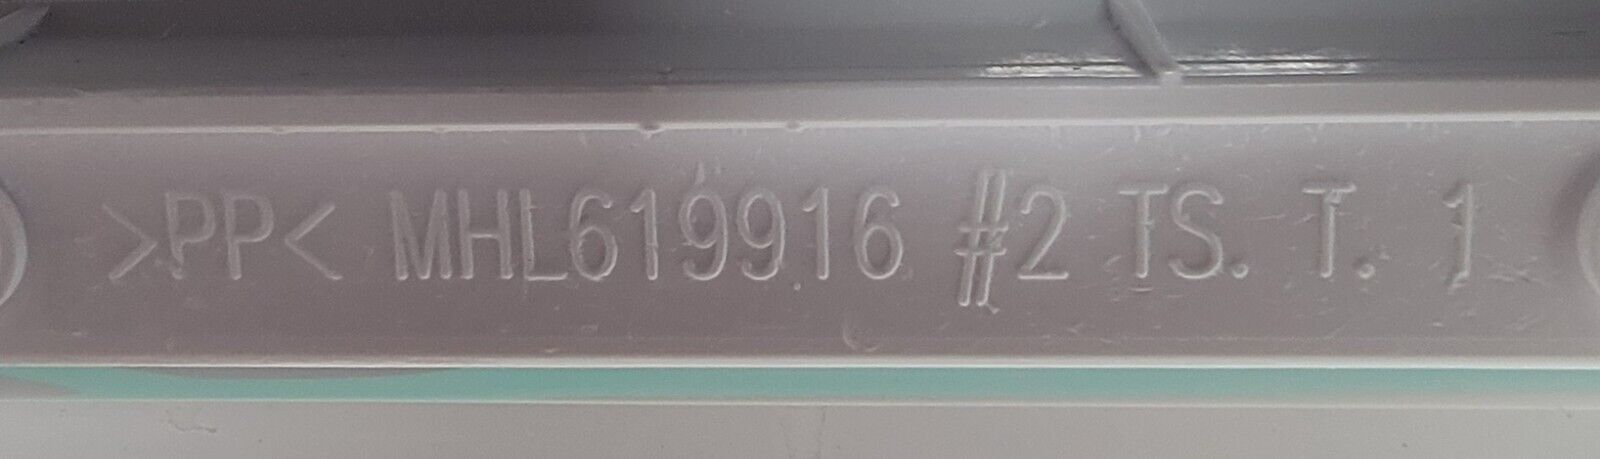 >PP< MHL619916 #2 TS. T. 1